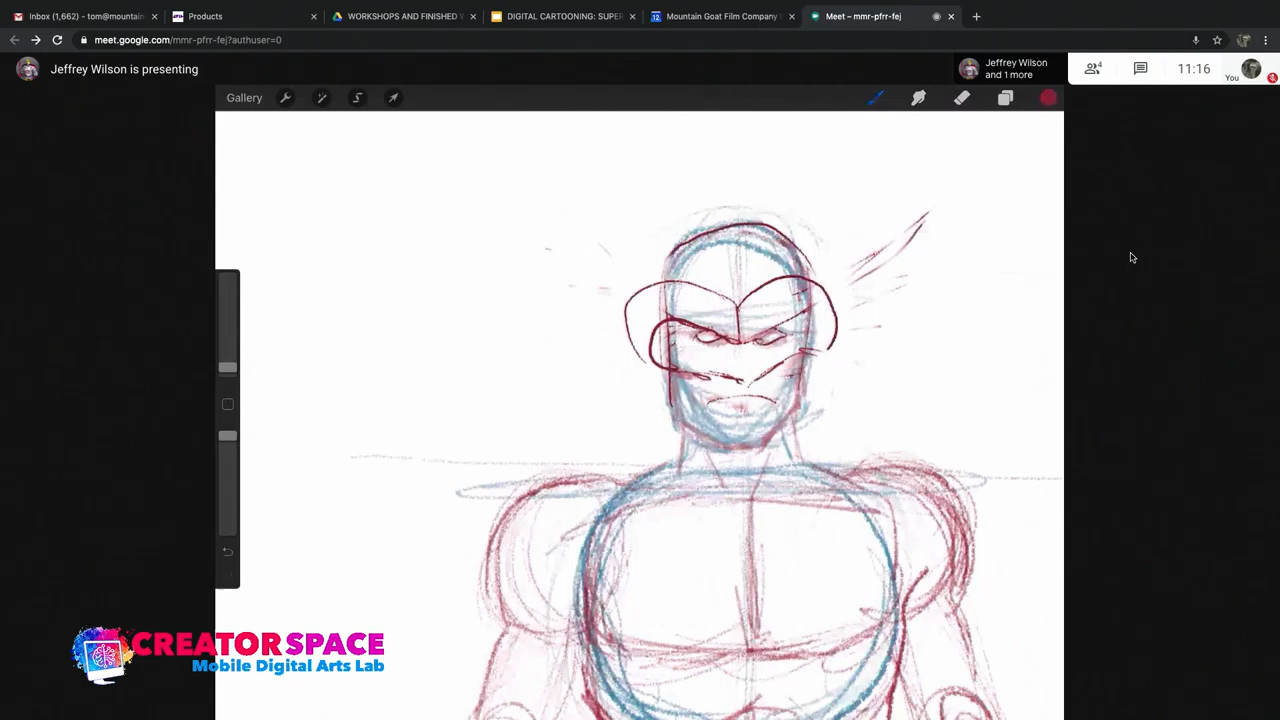 Inbox (1,662) - tom@mountain
Products
WORKSHOPS AND FINISHED
DIGITAL CARTOONING: SUPER
Mountain Goat Film Company
Meet – mmr-pfrr-fej
meet.google.com/mmr-pfrr-fej?authuser=0
Jeffrey Wilson is presenting
Jeffrey Wilson
and 1 more
4
11:16
You
Gallery
CREATOR SPACE
Mobile Digital Arts Lab